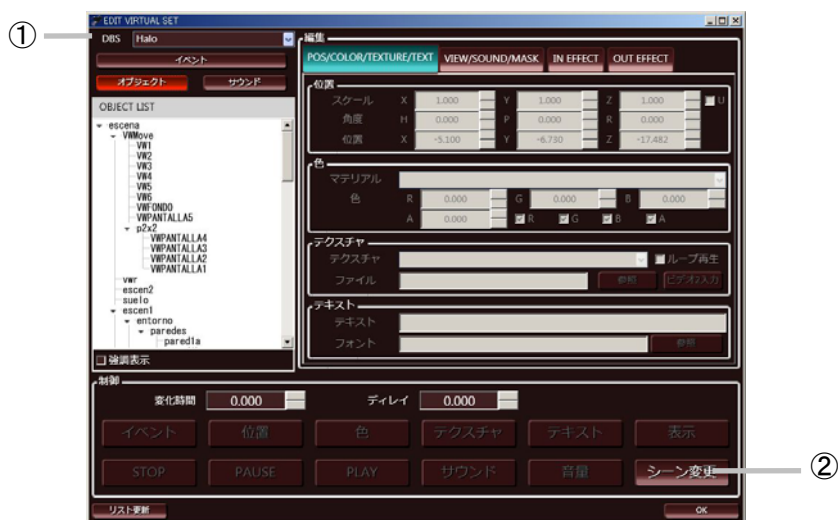 EDIT VIRTUAL SET
①
DBS Halo
イベント
オブジェクト サウンド
OBJECT LIST
escena
VWMove
VW1
VW2
VW3
VW4
VW5
VW6
VWFONDO
VWPANTALLA5
p2x2
VWPANTALLA4
VWPANTALLA3
VWPANTALLA2
VWPANTALLA1
vwr
escen2
suelo
escen1
entorno
paredes
pared1a
強調表示
編集
POS/COLOR/TEXTURE/TEXT VIEW/SOUND/MASK IN EFFECT OUT EFFECT
位置
スケール X 1.000 Y 1.000 Z 1.000 U
角度 H 0.000 P 0.000 R 0.000
位置 X -5.100 Y -6.730 Z -17.482
色
マテリアル
色 R 0.000 G 0.000 B 0.000
A 0.000 R G B A
テクスチャ
テクスチャ ループ再生
ファイル 参照 ビデオ入力
テキスト
テキスト
フォント 参照
制御
変化時間 0.000 ディレイ 0.000
イベント 位置 色 テクスチャ テキスト 表示
STOP PAUSE PLAY サウンド 音量 シーン変更
②
リスト更新 OK